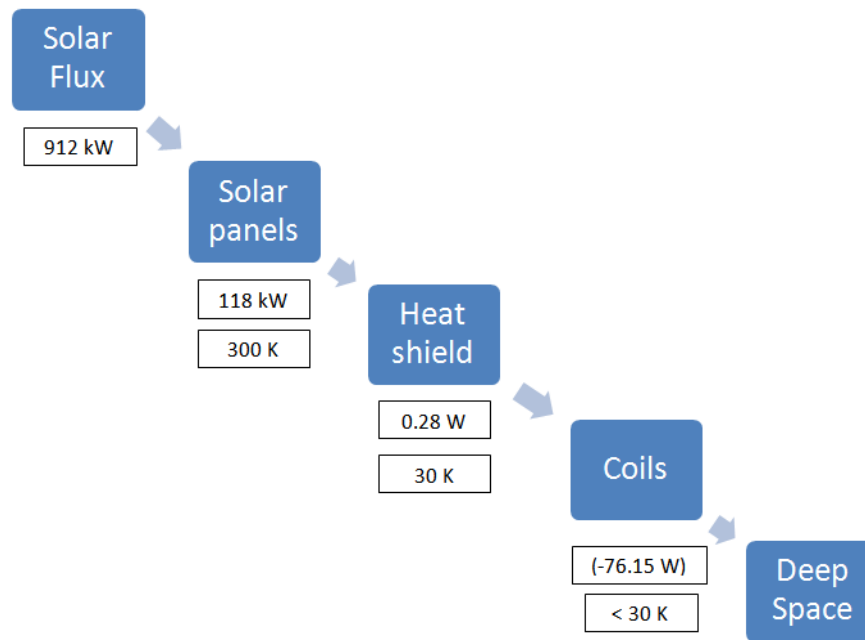 Solar
Flux
912 kW
Solar
panels
118 kW
300 K
Heat
shield
0.28 W
30 K
Coils
(-76.15 W)
< 30 K
Deep
Space